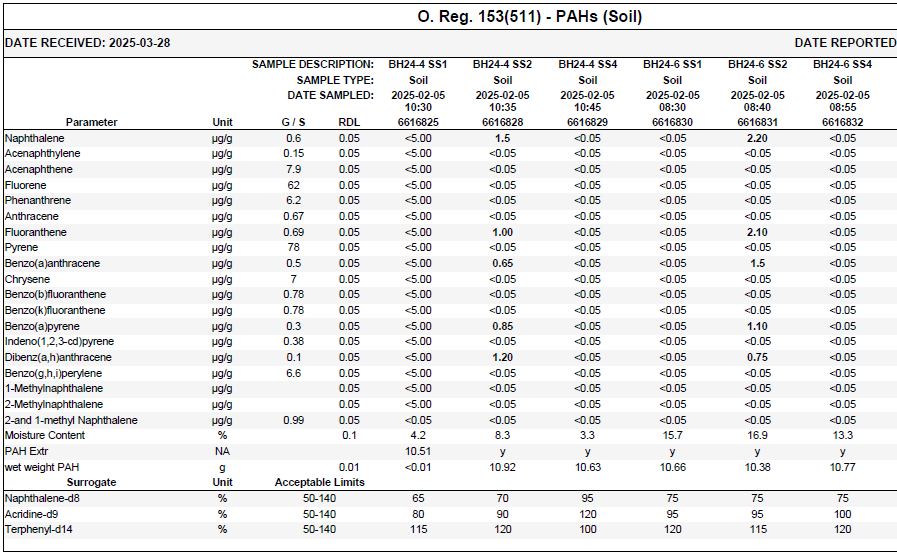 O. Reg. 153(511) - PAHs (Soil)
DATE RECEIVED: 2025-03-28 DATE REPORTED
SAMPLE DESCRIPTION: BH24-4 SS1 BH24-4 SS2 BH24-4 SS4 BH24-6 SS1 BH24-6 SS2 BH24-6 SS4
SAMPLE TYPE: Soil Soil Soil Soil Soil Soil
DATE SAMPLED: 2025-02-05 2025-02-05 2025-02-05 2025-02-05 2025-02-05 2025-02-05
10:30 10:35 10:45 08:30 08:40 08:55
Parameter Unit G / S RDL 6616825 6616828 6616829 6616830 6616831 6616832
Naphthalene µg/g 0.6 0.05 <5.00 1.5 <0.05 <0.05 2.20 <0.05
Acenaphthylene µg/g 0.15 0.05 <5.00 <0.05 <0.05 <0.05 <0.05 <0.05
Acenaphthene µg/g 7.9 0.05 <5.00 <0.05 <0.05 <0.05 <0.05 <0.05
Fluorene µg/g 62 0.05 <5.00 <0.05 <0.05 <0.05 <0.05 <0.05
Phenanthrene µg/g 6.2 0.05 <5.00 <0.05 <0.05 <0.05 <0.05 <0.05
Anthracene µg/g 0.67 0.05 <5.00 <0.05 <0.05 <0.05 <0.05 <0.05
Fluoranthene µg/g 0.69 0.05 <5.00 1.00 <0.05 <0.05 2.10 <0.05
Pyrene µg/g 78 0.05 <5.00 <0.05 <0.05 <0.05 <0.05 <0.05
Benzo(a)anthracene µg/g 0.5 0.05 <5.00 0.65 <0.05 <0.05 1.5 <0.05
Chrysene µg/g 7 0.05 <5.00 <0.05 <0.05 <0.05 <0.05 <0.05
Benzo(b)fluoranthene µg/g 0.78 0.05 <5.00 <0.05 <0.05 <0.05 <0.05 <0.05
Benzo(k)fluoranthene µg/g 0.78 0.05 <5.00 <0.05 <0.05 <0.05 <0.05 <0.05
Benzo(a)pyrene µg/g 0.3 0.05 <5.00 0.85 <0.05 <0.05 1.10 <0.05
Indeno(1,2,3-cd)pyrene µg/g 0.38 0.05 <5.00 <0.05 <0.05 <0.05 <0.05 <0.05
Dibenz(a,h)anthracene µg/g 0.1 0.05 <5.00 1.20 <0.05 <0.05 0.75 <0.05
Benzo(g,h,i)perylene µg/g 6.6 0.05 <5.00 <0.05 <0.05 <0.05 <0.05 <0.05
1-Methylnaphthalene µg/g 0.05 <5.00 <0.05 <0.05 <0.05 <0.05 <0.05
2-Methylnaphthalene µg/g 0.05 <5.00 <0.05 <0.05 <0.05 <0.05 <0.05
2-and 1-methyl Naphthalene µg/g 0.99 0.05 <0.05 <0.05 <0.05 <0.05 <0.05 <0.05
Moisture Content % 0.1 4.2 8.3 3.3 15.7 16.9 13.3
PAH Extr NA 10.51 y y y y y
wet weight PAH g 0.01 <0.01 10.92 10.63 10.66 10.38 10.77
Surrogate Unit Acceptable Limits
Naphthalene-d8 % 50-140 65 70 95 75 75 75
Acridine-d9 % 50-140 80 90 120 95 95 100
Terphenyl-d14 % 50-140 115 120 100 120 115 120